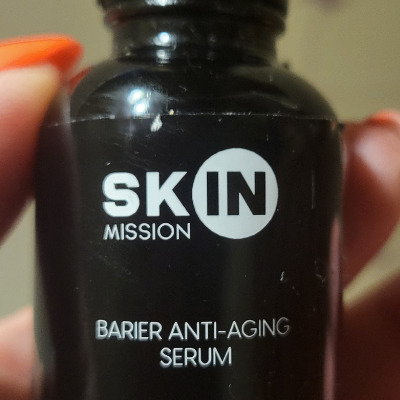 SKIN
MISSION
BARIER ANTI-AGING
SERUM